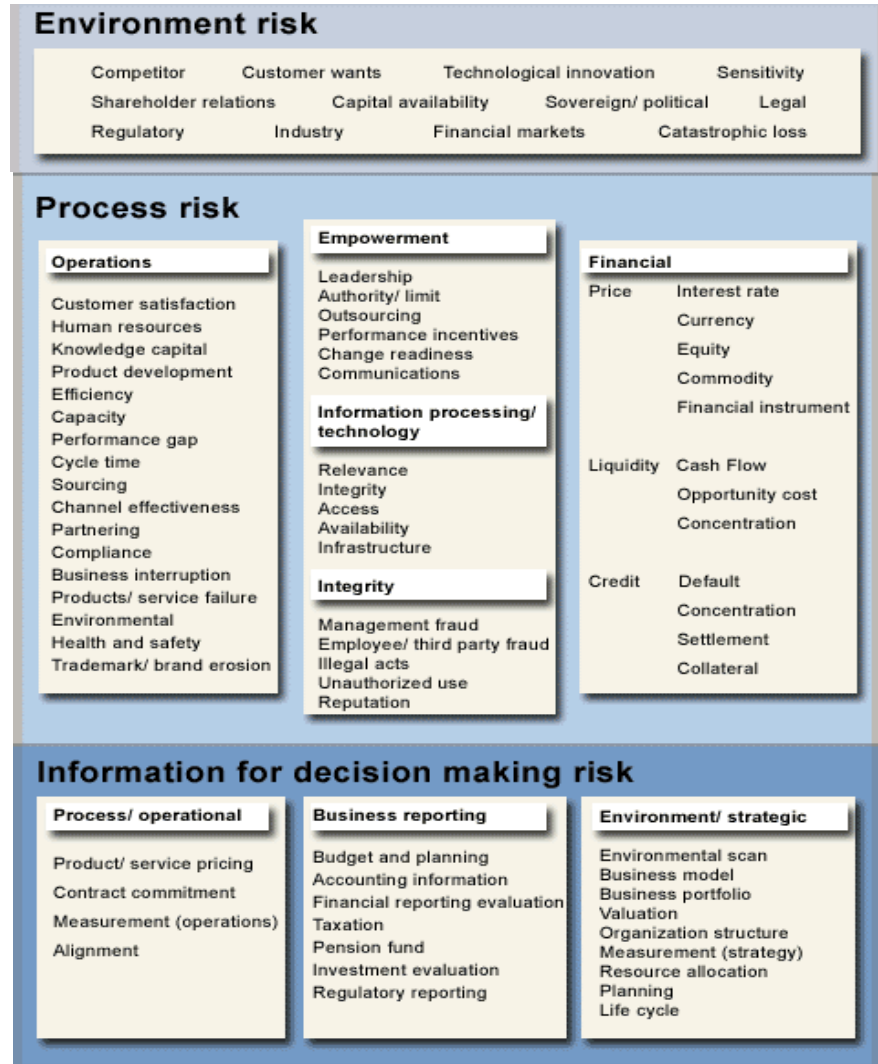 Environment risk
Competitor Customer wants Technological innovation Sensitivity
Shareholder relations Capital availability Sovereign/ political Legal
Regulatory Industry Financial markets Catastrophic loss
Process risk
Operations
Customer satisfaction
Human resources
Knowledge capital
Product development
Efficiency
Capacity
Performance gap
Cycle time
Sourcing
Channel effectiveness
Partnering
Compliance
Business interruption
Products/ service failure
Environmental
Health and safety
Trademark/ brand erosion
Empowerment
Leadership
Authority/ limit
Outsourcing
Performance incentives
Change readiness
Communications
Information processing/
technology
Relevance
Integrity
Access
Availability
Infrastructure
Integrity
Management fraud
Employee/ third party fraud
Illegal acts
Unauthorized use
Reputation
Financial
Price Interest rate
Currency
Equity
Commodity
Financial instrument
Liquidity Cash Flow
Opportunity cost
Concentration
Credit Default
Concentration
Settlement
Collateral
Information for decision making risk
Process/ operational
Product/ service pricing
Contract commitment
Measurement (operations)
Alignment
Business reporting
Budget and planning
Accounting information
Financial reporting evaluation
Taxation
Pension fund
Investment evaluation
Regulatory reporting
Environment/ strategic
Environmental scan
Business model
Business portfolio
Valuation
Organization structure
Measurement (strategy)
Resource allocation
Planning
Life cycle